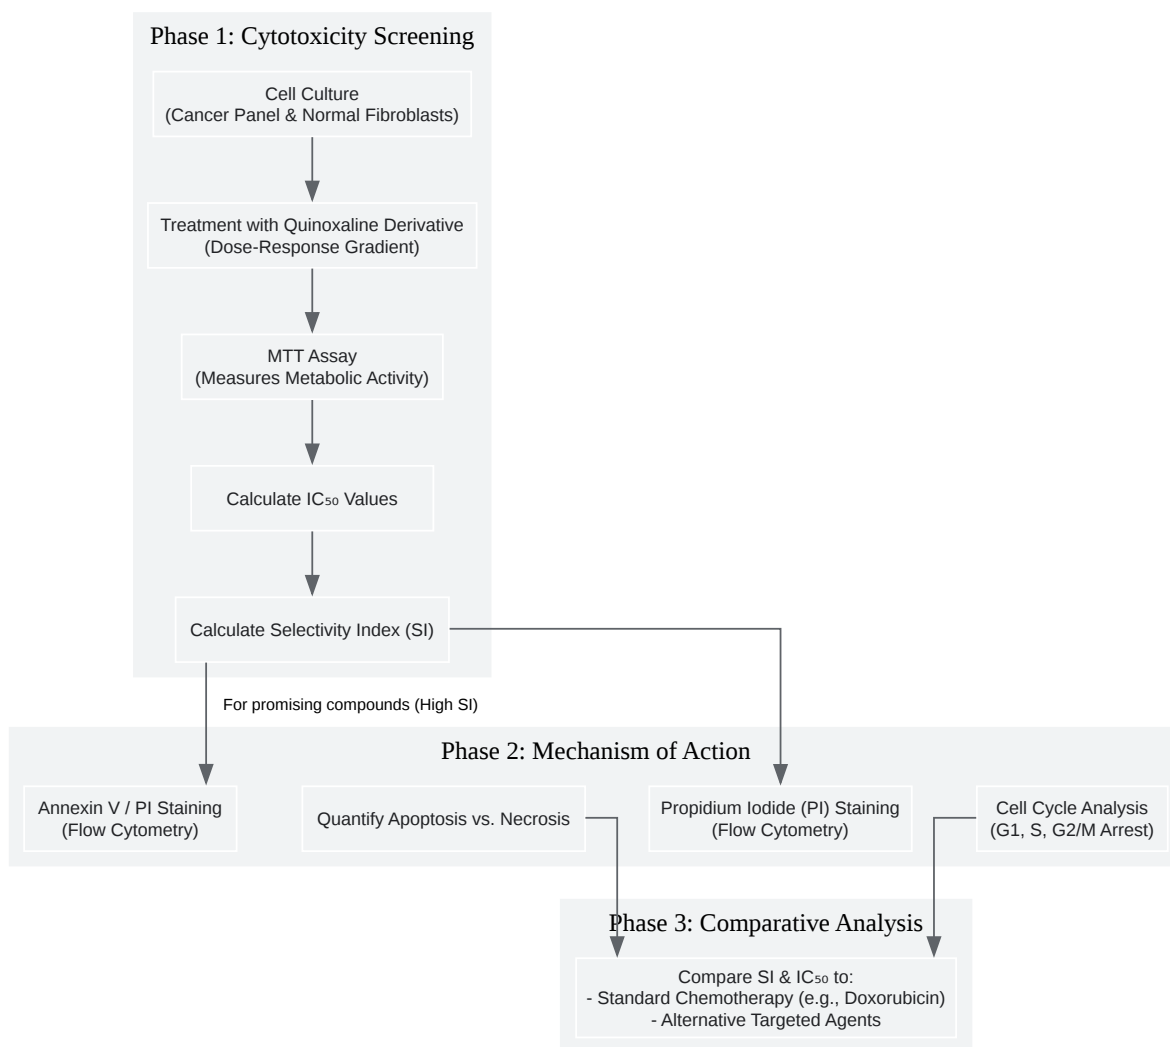 Phase 1: Cytotoxicity Screening
Cell Culture
(Cancer Panel & Normal Fibroblasts)
Treatment with Quinoxaline Derivative
(Dose-Response Gradient)
MTT Assay
(Measures Metabolic Activity)
Calculate IC₅₀ Values
Calculate Selectivity Index (SI)
For promising compounds (High SI)
Phase 2: Mechanism of Action
Annexin V / PI Staining
(Flow Cytometry)
Quantify Apoptosis vs. Necrosis
Propidium Iodide (PI) Staining
(Flow Cytometry)
Cell Cycle Analysis
(G1, S, G2/M Arrest)
Phase 3: Comparative Analysis
Compare SI & IC₅₀ to:
- Standard Chemotherapy (e.g., Doxorubicin)
- Alternative Targeted Agents